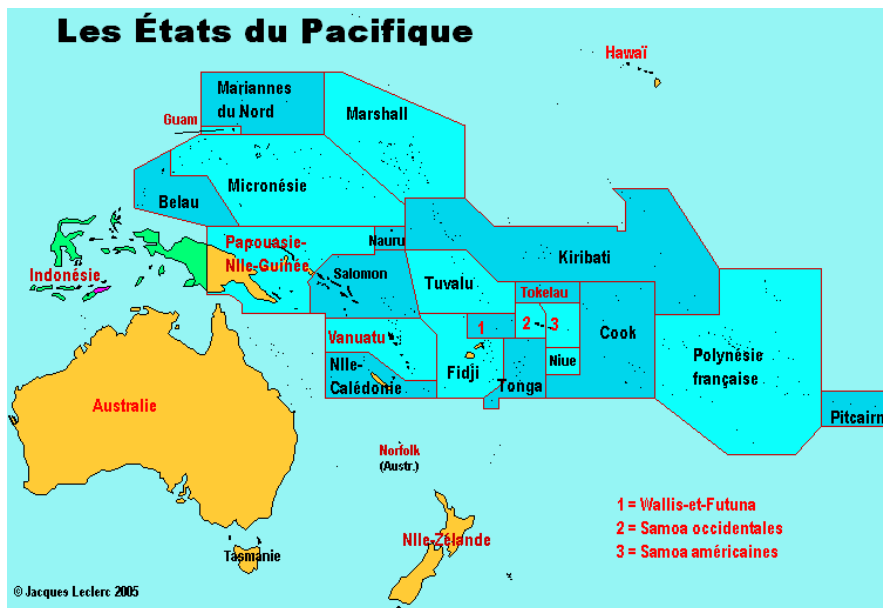 Les États du Pacifique
Hawaï
Mariannes
du Nord
Marshall
Guam
Micronésie
Belau
Papouasie-
Nlle-Guinée
Nauru
Kiribati
Indonésie
Salomon
Tuvalu
Tokelau
1
2
3
Vanuatu
Cook
Niue
Polynésie
française
Nlle-
Calédonie
Fidji
Tonga
Pitcairn
Australie
Norfolk
(Austr.)
1 = Wallis-et-Futuna
2 = Samoa occidentales
3 = Samoa américaines
Nlle-Zélande
Tasmanie
© Jacques Leclerc 2005